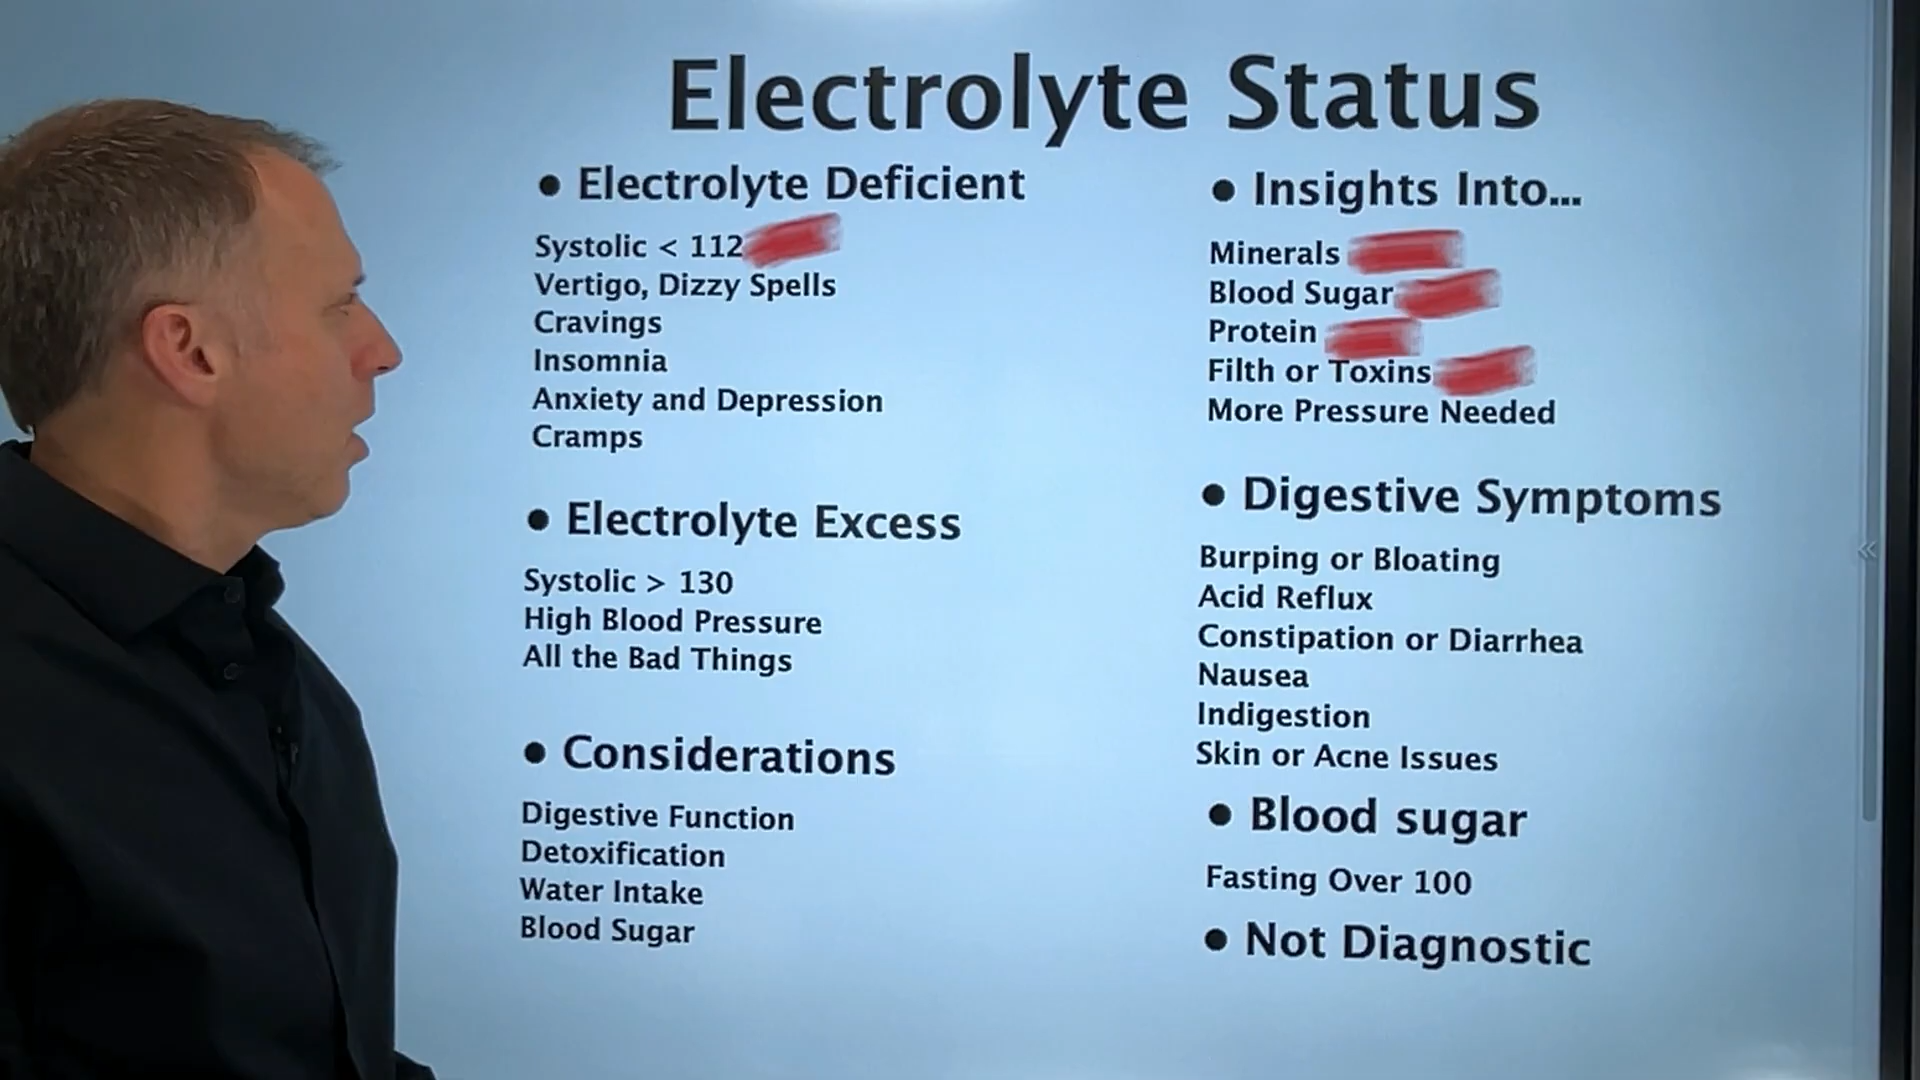 Electrolyte Status
● Electrolyte Deficient
Systolic < 112
Vertigo, Dizzy Spells
Cravings
Insomnia
Anxiety and Depression
Cramps
● Electrolyte Excess
Systolic > 130
High Blood Pressure
All the Bad Things
● Considerations
Digestive Function
Detoxification
Water Intake
Blood Sugar
● Insights Into...
Minerals
Blood Sugar
Protein
Filth or Toxins
More Pressure Needed
● Digestive Symptoms
Burping or Bloating
Acid Reflux
Constipation or Diarrhea
Nausea
Indigestion
Skin or Acne Issues
● Blood sugar
Fasting Over 100
● Not Diagnostic